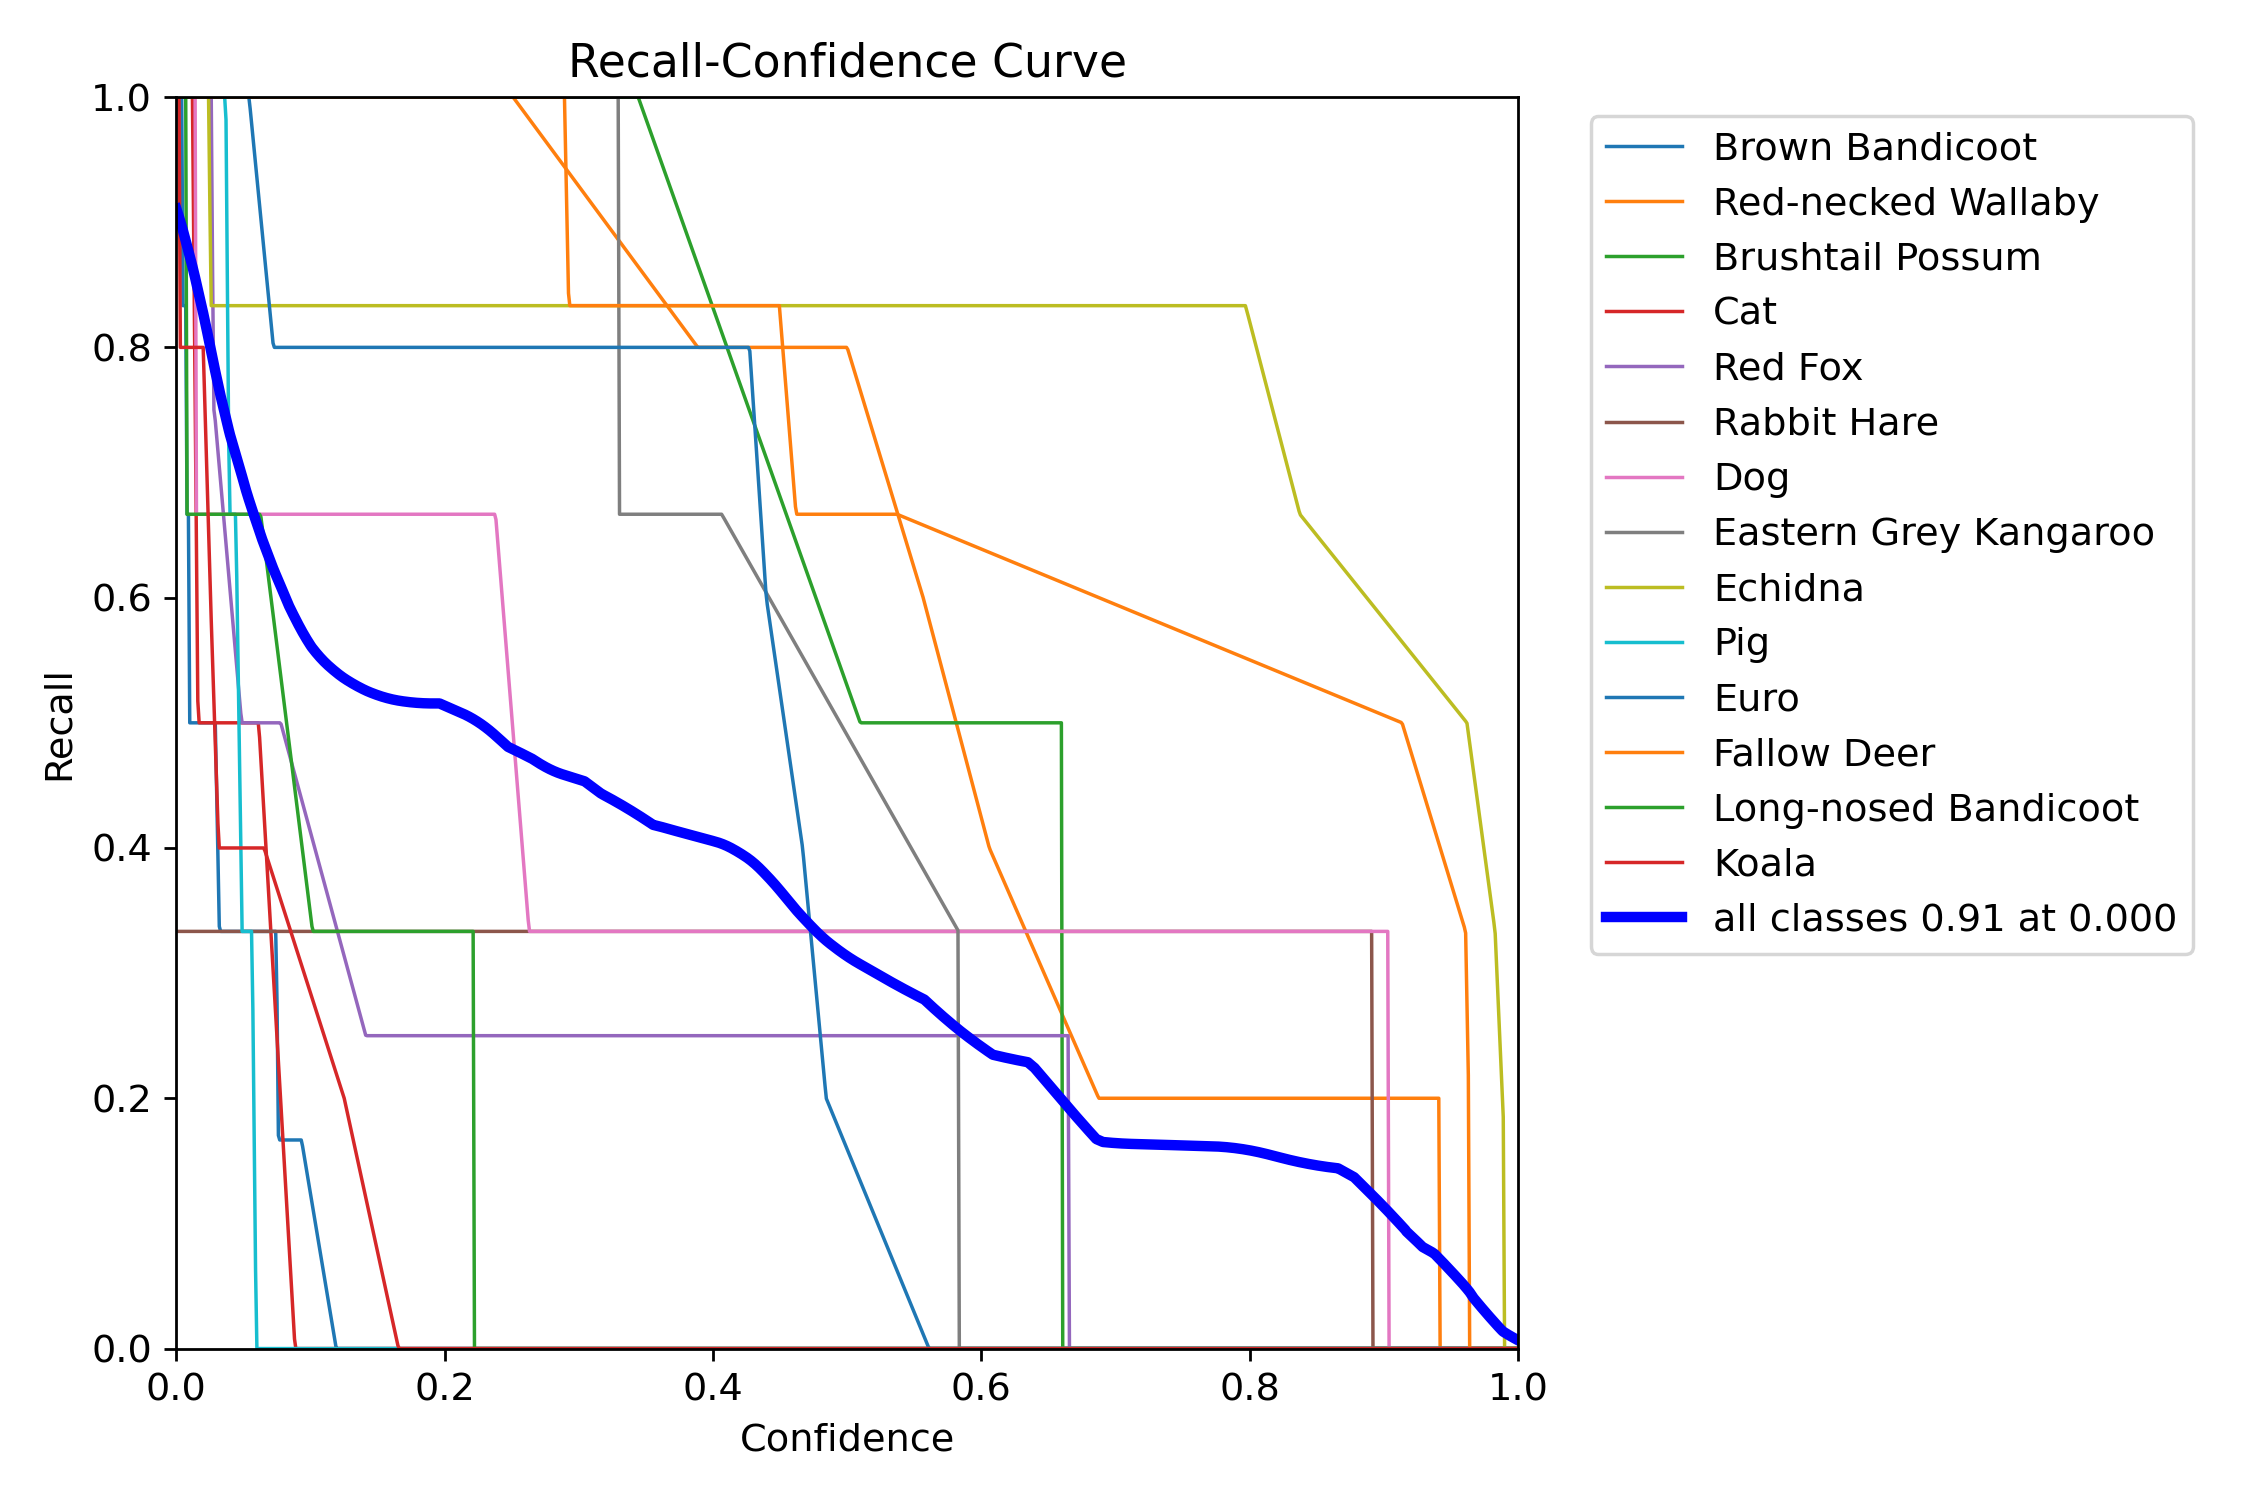 Recall-Confidence Curve
1.0
0.8
0.6
0.4
0.2
0.0
Recall
0.0 0.2 0.4 0.6 0.8 1.0
Confidence
Brown Bandicoot
Red-necked Wallaby
Brushtail Possum
Cat
Red Fox
Rabbit Hare
Dog
Eastern Grey Kangaroo
Echidna
Pig
Euro
Fallow Deer
Long-nosed Bandicoot
Koala
all classes 0.91 at 0.000